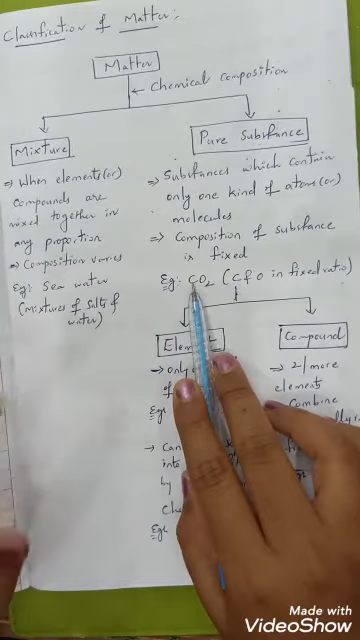 Classification of Matter:
Matter
Chemical composition
Mixture
⇒ When elements (or)
compounds are
mixed together in
any proportion
⇒ Composition varies
Eg: Sea water
(Mixtures of salts &
water)
Pure Substance
⇒ Substances which contain
only one kind of atoms (or)
molecules
⇒ Composition of substance
is fixed
Eg: CO2 (C & O in fixed ratio)
→ only
of
Eg:
→ Can
by
Eg:
Compound
⇒ 2/more
elements
Combine
Made with
VideoShow